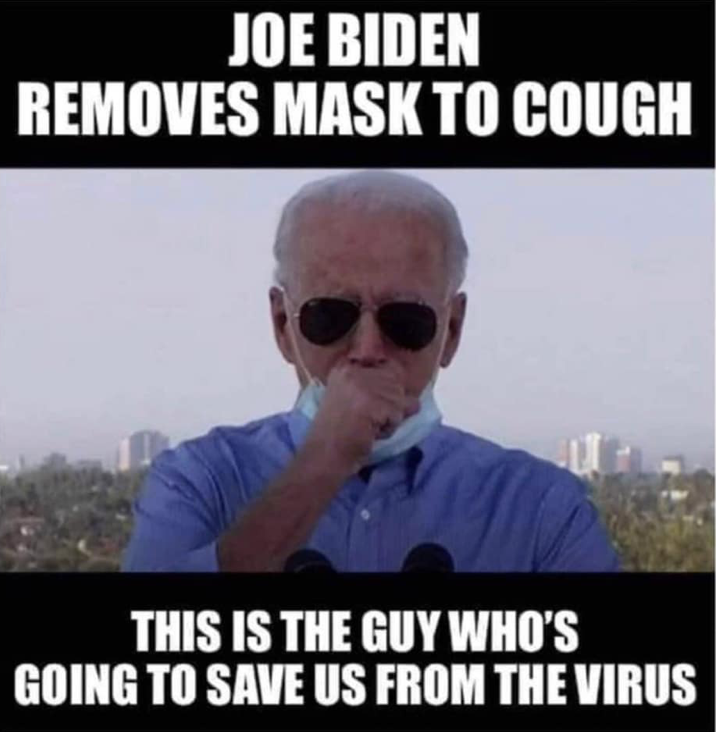 JOE BIDEN
REMOVES MASK TO COUGH
THIS IS THE GUY WHO'S
GOING TO SAVE US FROM THE VIRUS